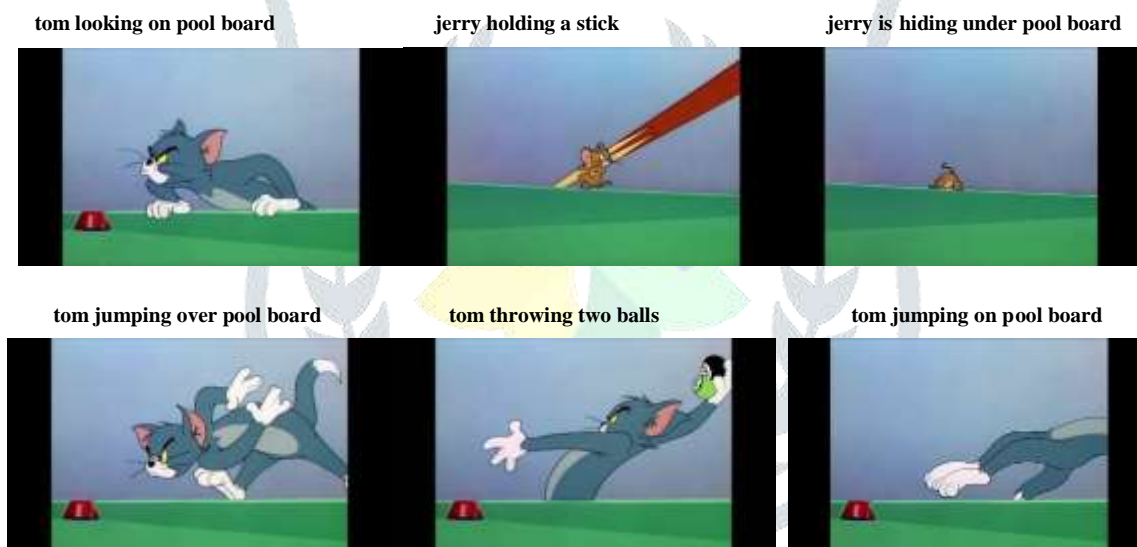 tom looking on pool board
jerry holding a stick
jerry is hiding under pool board
tom jumping over pool board
tom throwing two balls
tom jumping on pool board